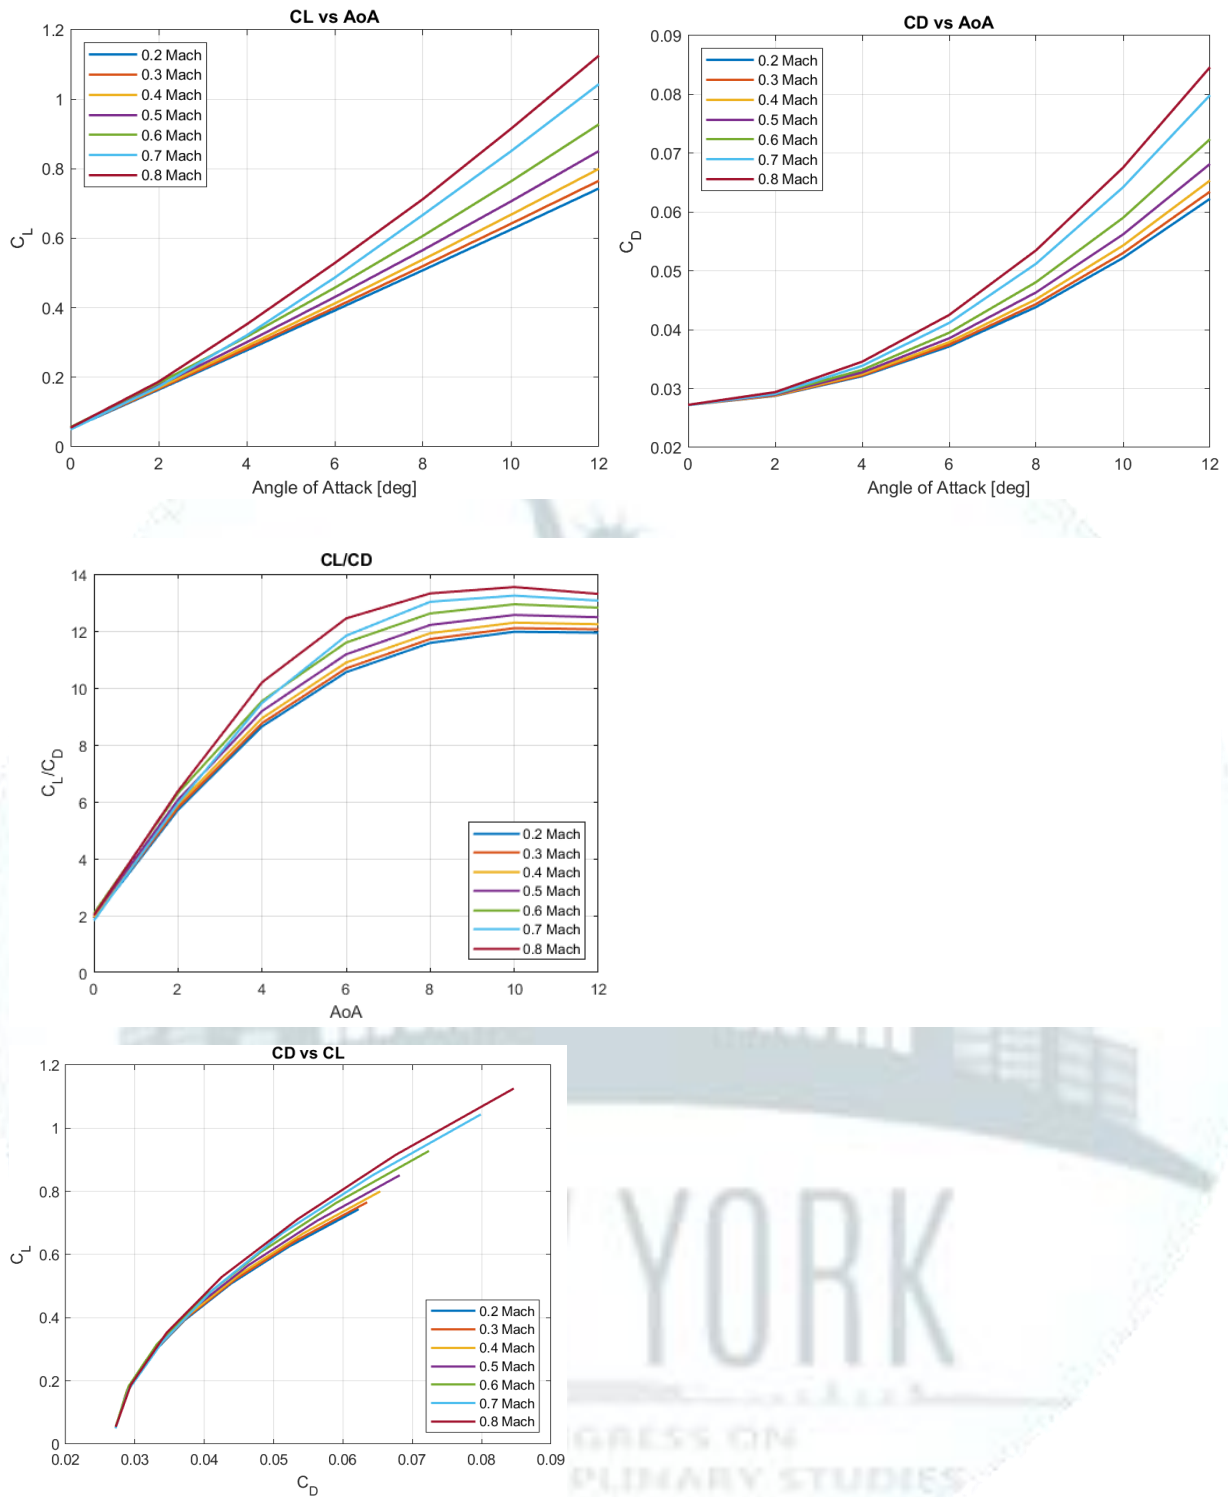 CL vs AoA
1.2
1
0.8
0.6
0.4
0.2
0
C_L
0.2 Mach
0.3 Mach
0.4 Mach
0.5 Mach
0.6 Mach
0.7 Mach
0.8 Mach
0 2 4 6 8 10 12
Angle of Attack [deg]
CD vs AoA
0.09
0.08
0.07
0.06
0.05
0.04
0.03
0.02
C_D
0.2 Mach
0.3 Mach
0.4 Mach
0.5 Mach
0.6 Mach
0.7 Mach
0.8 Mach
0 2 4 6 8 10 12
Angle of Attack [deg]
CL/CD
14
12
10
8
6
4
2
0
C_L/C_D
0.2 Mach
0.3 Mach
0.4 Mach
0.5 Mach
0.6 Mach
0.7 Mach
0.8 Mach
0 2 4 6 8 10 12
AoA
CD vs CL
1.2
1
0.8
0.6
0.4
0.2
0
C_L
0.2 Mach
0.3 Mach
0.4 Mach
0.5 Mach
0.6 Mach
0.7 Mach
0.8 Mach
0.02 0.03 0.04 0.05 0.06 0.07 0.08 0.09
C_D
YORK
GRESS ON
PLINARY STUDIES